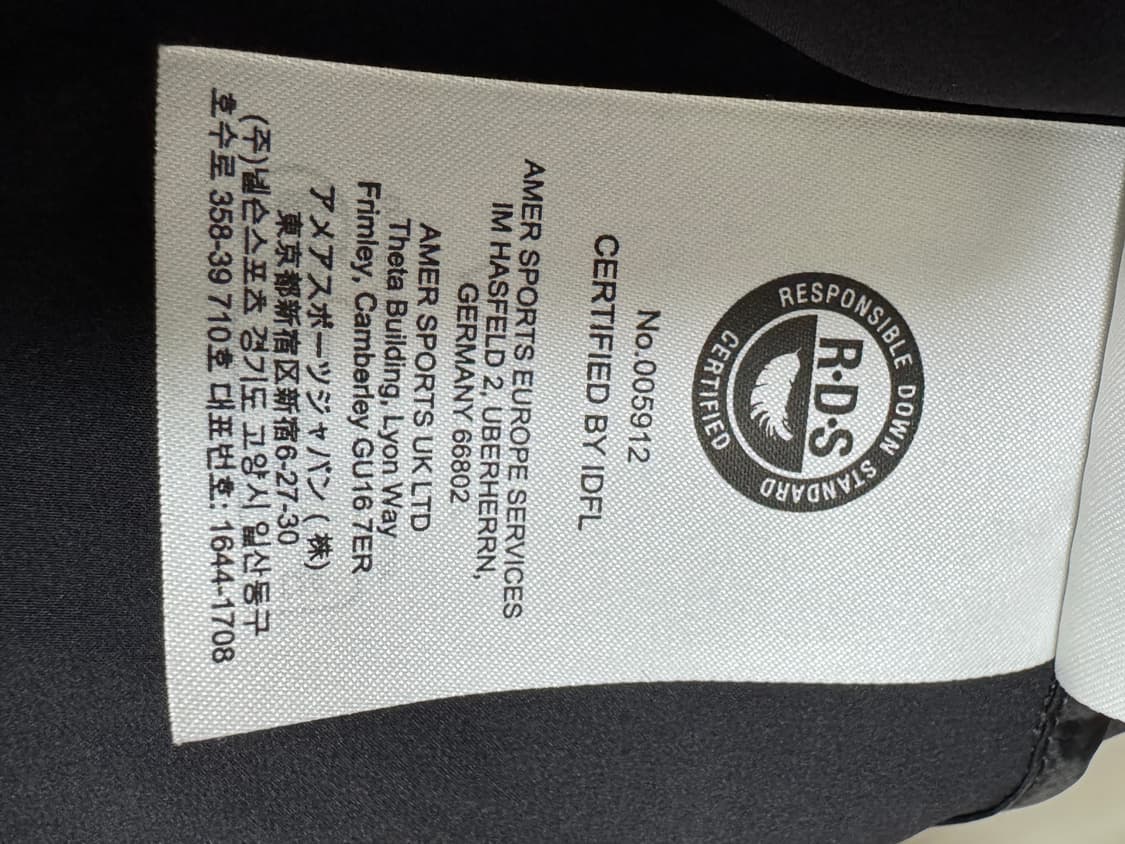 RESPONSIBLE DOWN STANDARD
R·D·S
CERTIFIED
No.005912
CERTIFIED BY IDFL
AMER SPORTS EUROPE SERVICES
IM HASFELD 2, UBERHERRN,
GERMANY 66802
AMER SPORTS UK LTD
Theta Building, Lyon Way
Frimley, Camberley GU16 7ER
アメアスポーツジャパン (株)
東京都新宿区新宿6-27-30
(주)넬슨스포츠 경기도 고양시 일산동구
호수로 358-39 710호 대표번호: 1644-1708